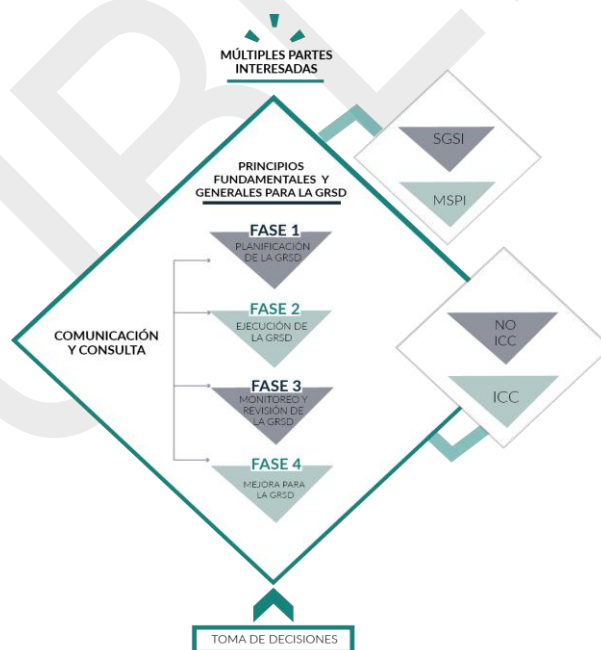 MÚLTIPLES PARTES
INTERESADAS
SGSI
MSPI
PRINCIPIOS
FUNDAMENTALES Y
GENERALES PARA LA GRSD
FASE 1
PLANIFICACIÓN
DE LA GRSD
FASE 2
EJECUCIÓN DE
LA GRSD
COMUNICACIÓN
Y CONSULTA
NO
ICC
ICC
FASE 3
MONITOREO Y
REVISIÓN DE
LA GRSD
FASE 4
MEJORA PARA
LA GRSD
TOMA DE DECISIONES